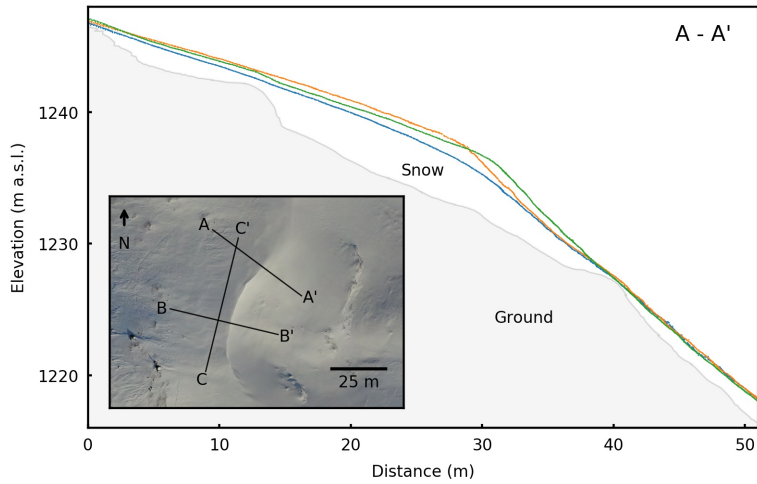 A - A'
1240
1230
1220
Elevation (m a.s.l.)
Snow
Ground
N
A
C'
A'
B
B'
C
25 m
0
10
20
30
40
50
Distance (m)